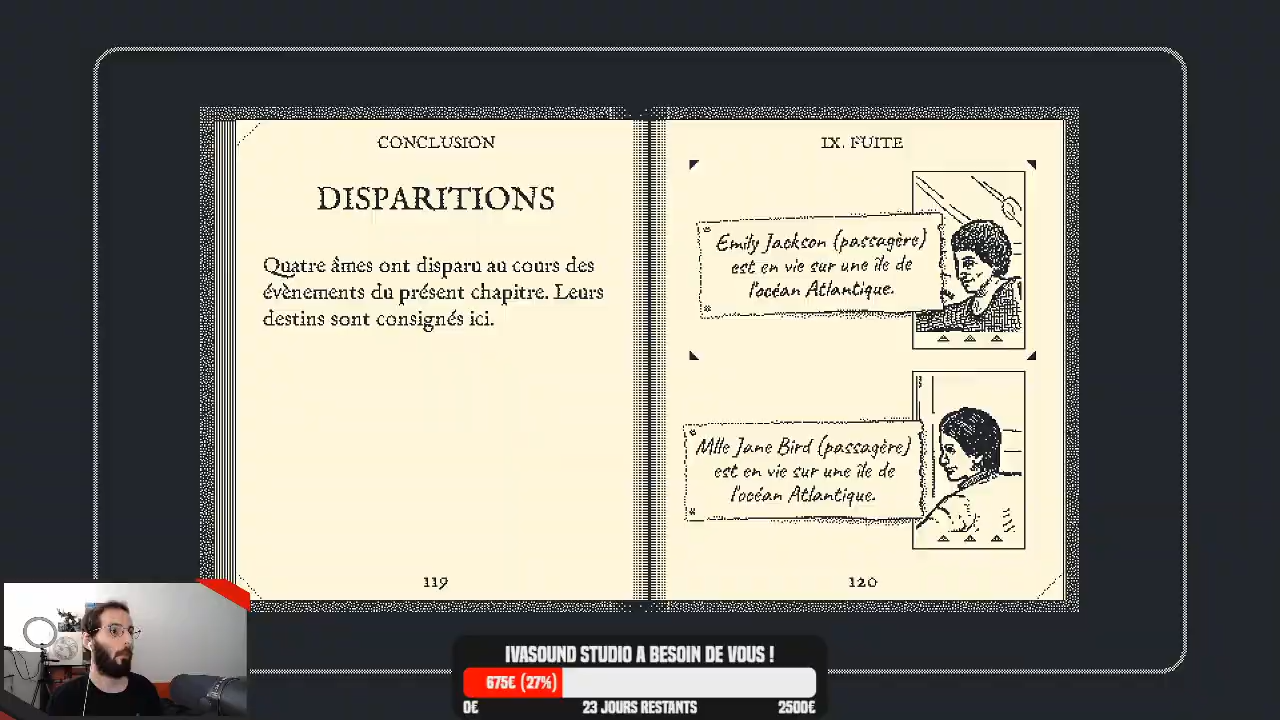 CONCLUSION
DISPARITIONS
Quatre âmes ont disparu au cours des
évènements du présent chapitre. Leurs
destins sont consignés ici.
119
IX. FUITE
Emily Jackson (passagère)
est en vie sur une île de
l'océan Atlantique.
Mlle Jane Bird (passagère)
est en vie sur une île de
l'océan Atlantique.
120
IVASOUND STUDIO A BESOIN DE VOUS !
675€ (27%)
0€ 23 JOURS RESTANTS 2500€